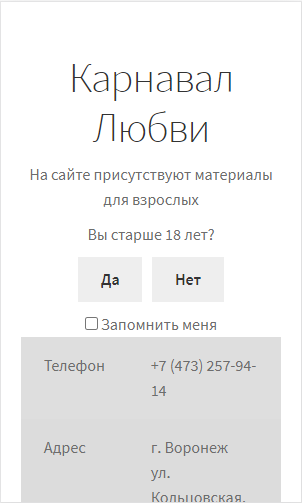 Карнавал
Любви
На сайте присутствуют материалы
для взрослых
Вы старше 18 лет?
Да Нет
Запомнить меня
Телефон +7 (473) 257-94-
14
Адрес г. Воронеж
ул.
Кольцовская,